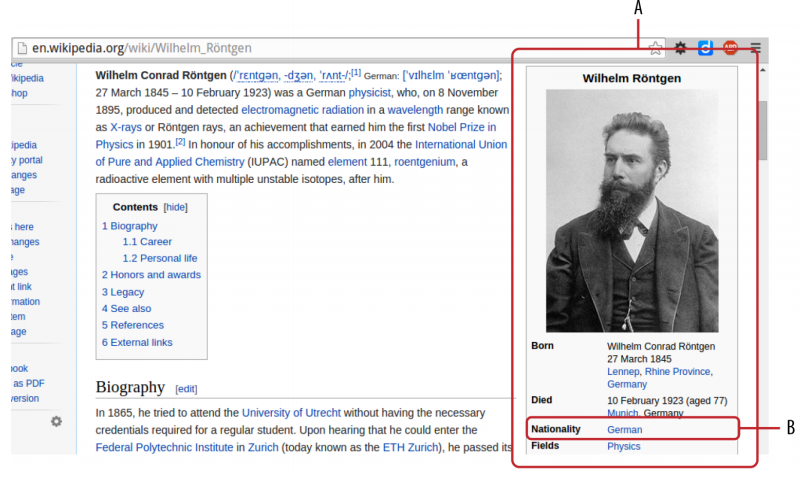 A
en.wikipedia.org/wiki/Wilhelm_Röntgen
ikipedia
hop
ipedia
y portal
anges
age
here
hanges
ages
t link
rmation
tem
age
ook
as PDF
version
Wilhelm Conrad Röntgen (/ˈrɛntɡən, -dʒən, ˈrʌnt-/;[1] German: [ˈvɪlhɛlm ˈʁœntɡən];
27 March 1845 – 10 February 1923) was a German physicist, who, on 8 November
1895, produced and detected electromagnetic radiation in a wavelength range known
as X-rays or Röntgen rays, an achievement that earned him the first Nobel Prize in
Physics in 1901.[2] In honour of his accomplishments, in 2004 the International Union
of Pure and Applied Chemistry (IUPAC) named element 111, roentgenium, a
radioactive element with multiple unstable isotopes, after him.
Contents [hide]
1 Biography
1.1 Career
1.2 Personal life
2 Honors and awards
3 Legacy
4 See also
5 References
6 External links
Biography [edit]
In 1865, he tried to attend the University of Utrecht without having the necessary
credentials required for a regular student. Upon hearing that he could enter the
Federal Polytechnic Institute in Zurich (today known as the ETH Zurich), he passed its
Wilhelm Röntgen
Born Wilhelm Conrad Röntgen
27 March 1845
Lennep, Rhine Province,
Germany
Died 10 February 1923 (aged 77)
Munich, Germany
Nationality German
B
Fields Physics